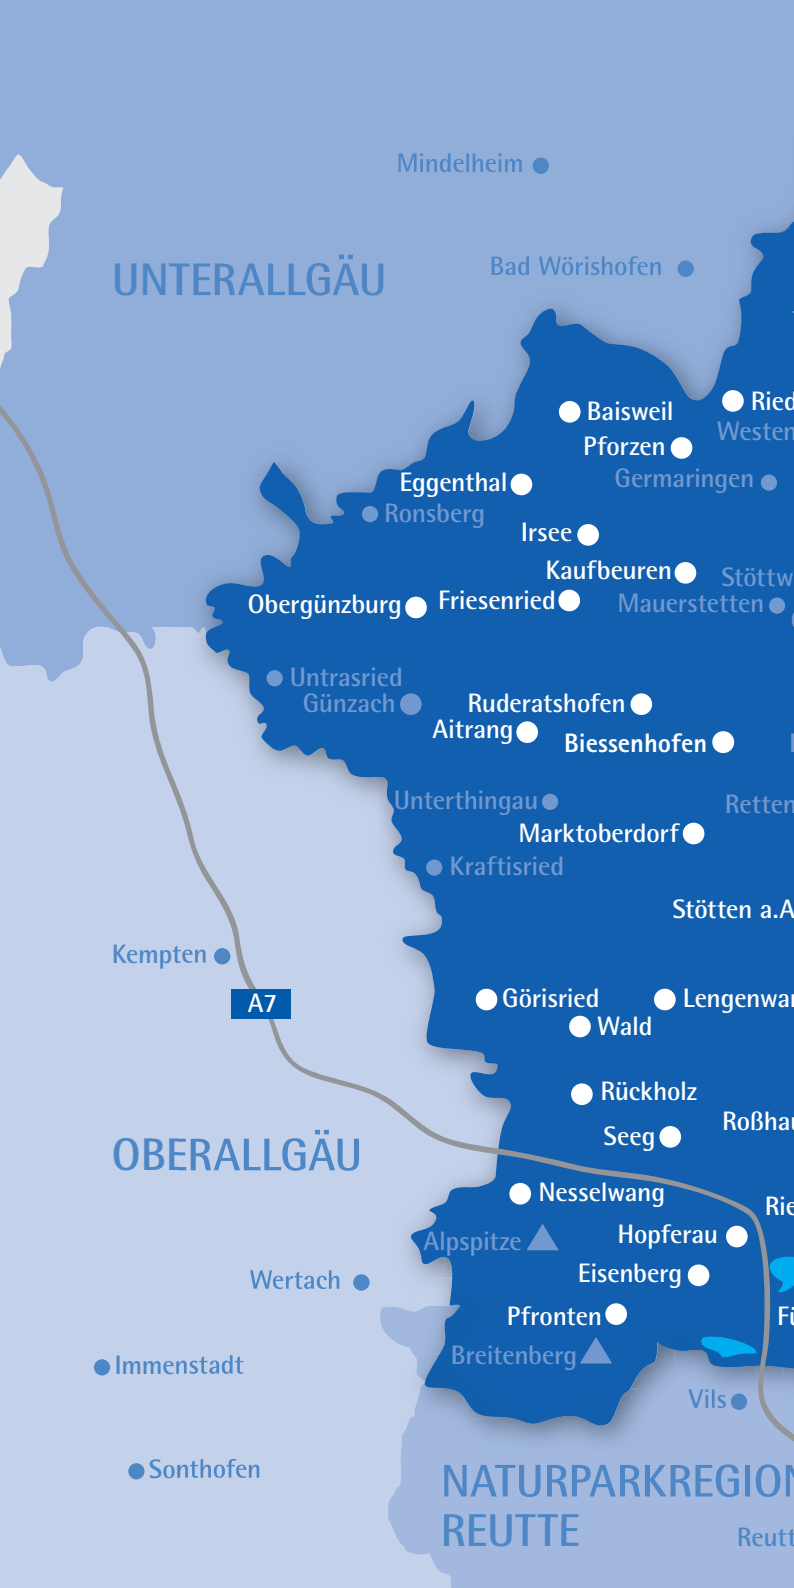 Mindelheim
Bad Wörishofen
UNTERALLGÄU
Baisweil
Pforzen
Eggenthal
Germaringen
Ronsberg
Irsee
Kaufbeuren
Obergünzburg
Friesenried
Mauerstetten
Untrasried
Günzach
Ruderatshofen
Aitrang
Biessenhofen
Unterthingau
Marktoberdorf
Kraftisried
Stötten a.A
Kempten
A7
Görisried
Wald
Rückholz
Seeg
OBERALLGÄU
Nesselwang
Hopferau
Alpspitze
Eisenberg
Wertach
Pfronten
Breitenberg
Immenstadt
Vils
Sonthofen
NATURPARKREGION
REUTTE